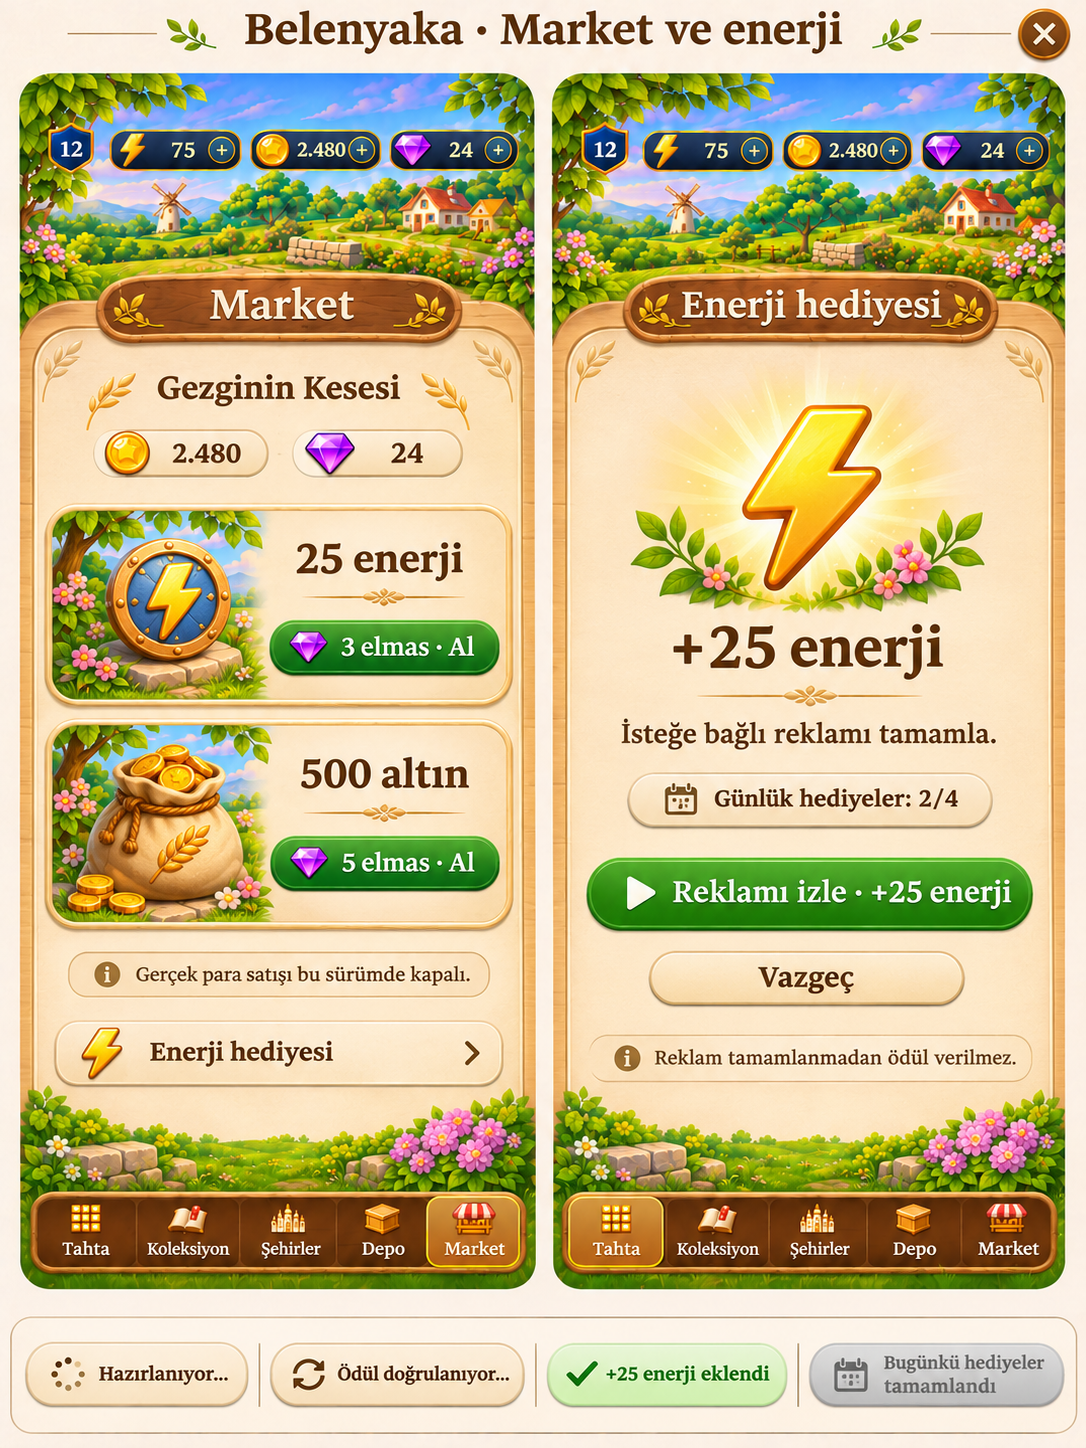 Belenyaka · Market ve enerji
12
75
2.480
24
Market
Gezginin Kesesi
2.480
24
25 enerji
3 elmas · Al
500 altın
5 elmas · Al
Gerçek para satışı bu sürümde kapalı.
Enerji hediyesi
Tahta
Koleksiyon
Şehirler
Depo
Market
12
75
2.480
24
Enerji hediyesi
+25 enerji
İsteğe bağlı reklamı tamamla.
Günlük hediyeler: 2/4
Reklamı izle · +25 enerji
Vazgeç
Reklam tamamlanmadan ödül verilmez.
Tahta
Koleksiyon
Şehirler
Depo
Market
Hazırlanıyor...
Ödül doğrulanıyor...
+25 enerji eklendi
Bugünkü hediyeler
tamamlandı